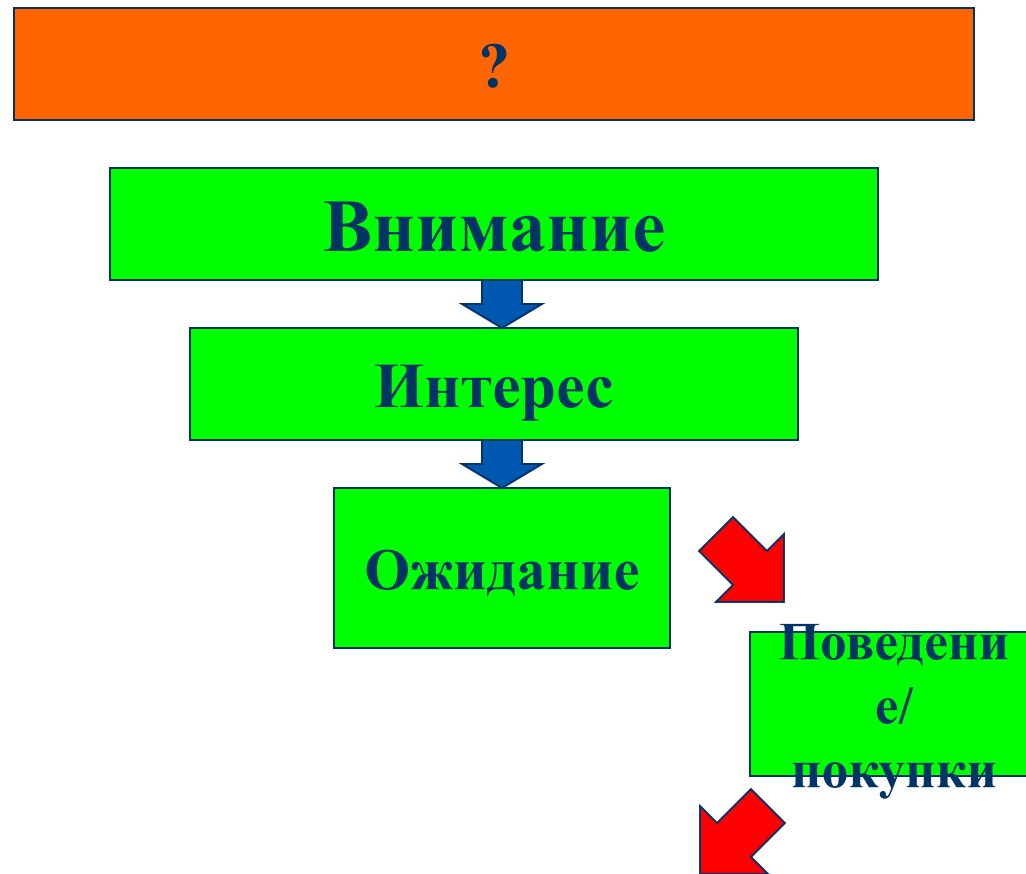 ?
Внимание
Интерес
Ожидание
Поведени
е/
покупки